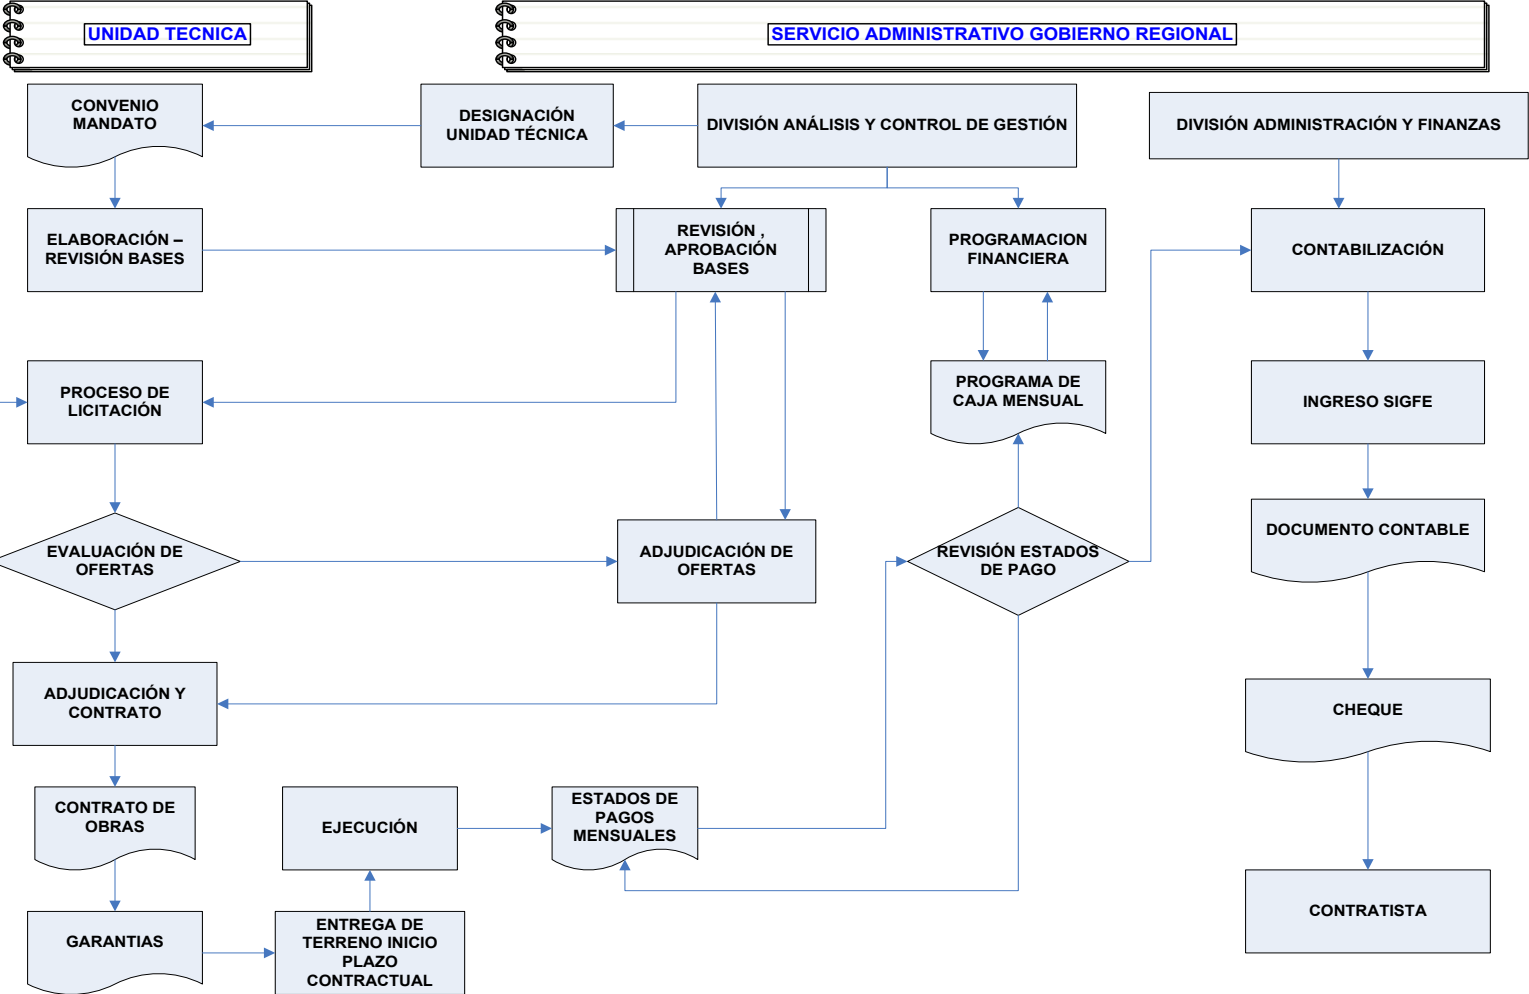 UNIDAD TECNICA
SERVICIO ADMINISTRATIVO GOBIERNO REGIONAL
CONVENIO
MANDATO
DESIGNACIÓN
UNIDAD TÉCNICA
DIVISIÓN ANÁLISIS Y CONTROL DE GESTIÓN
DIVISIÓN ADMINISTRACIÓN Y FINANZAS
ELABORACIÓN –
REVISIÓN BASES
REVISIÓN ,
APROBACIÓN
BASES
PROGRAMACION
FINANCIERA
CONTABILIZACIÓN
PROCESO DE
LICITACIÓN
PROGRAMA DE
CAJA MENSUAL
INGRESO SIGFE
EVALUACIÓN DE
OFERTAS
ADJUDICACIÓN DE
OFERTAS
REVISIÓN ESTADOS
DE PAGO
DOCUMENTO CONTABLE
ADJUDICACIÓN Y
CONTRATO
CHEQUE
CONTRATO DE
OBRAS
EJECUCIÓN
ESTADOS DE
PAGOS
MENSUALES
GARANTIAS
ENTREGA DE
TERRENO INICIO
PLAZO
CONTRACTUAL
CONTRATISTA